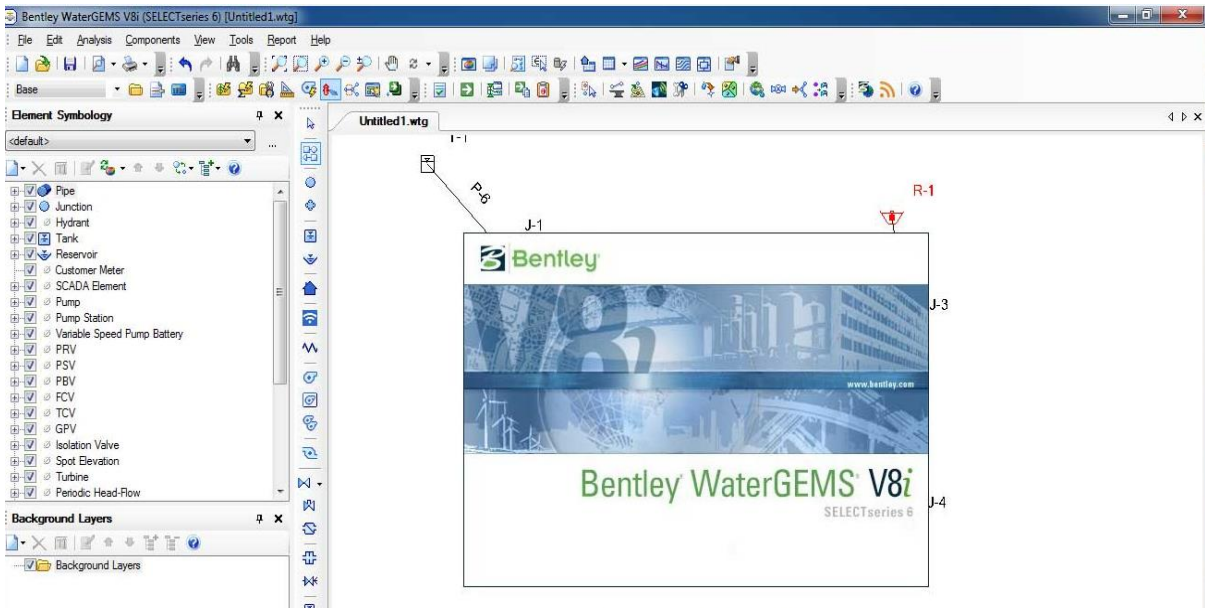 Bentley WaterGEMS V8i (SELECTseries 6) [Untitled1.wtg]
File Edit Analysis Components View Tools Report Help
Base
Element Symbology
Untitled1.wtg
<default>
...
Pipe
Junction
Hydrant
Tank
Reservoir
Customer Meter
SCADA Element
Pump
Pump Station
Variable Speed Pump Battery
PRV
PSV
PBV
FCV
TCV
GPV
Isolation Valve
Spot Elevation
Turbine
Periodic Head-Flow
Background Layers
Background Layers
P-6
J-1
R-1
J-3
J-4
Bentley
V8i
www.bentley.com
Bentley WaterGEMS V8i
SELECTseries 6